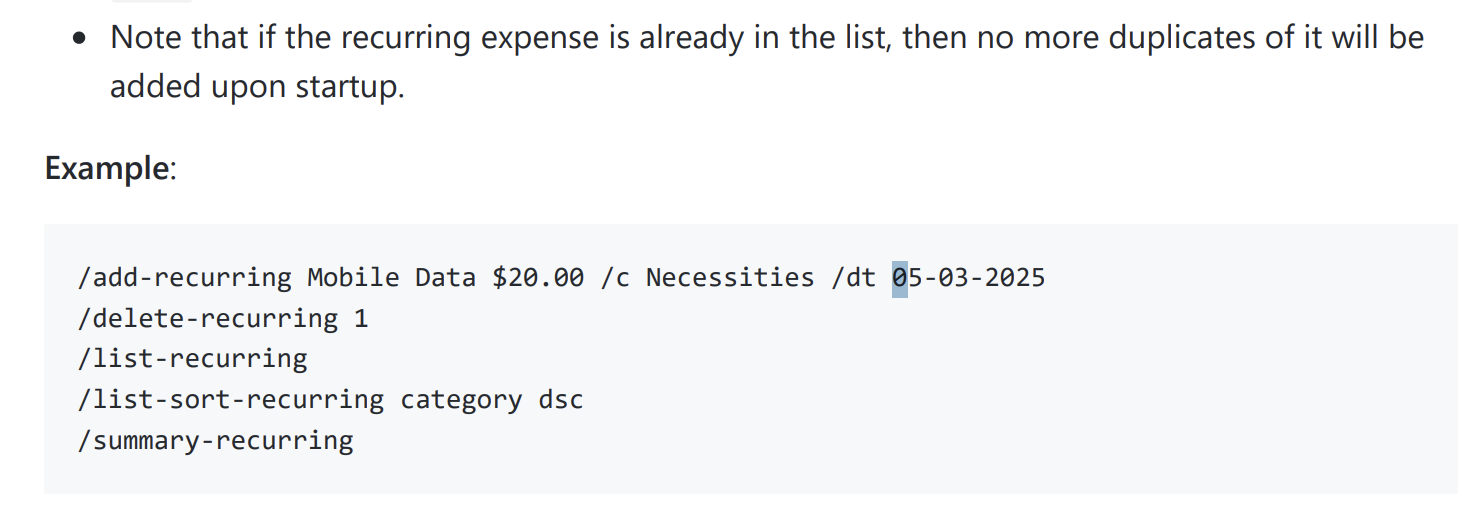 Note that if the recurring expense is already in the list, then no more duplicates of it will be
added upon startup.
Example:
/add-recurring Mobile Data $20.00 /c Necessities /dt 05-03-2025
/delete-recurring 1
/list-recurring
/list-sort-recurring category dsc
/summary-recurring